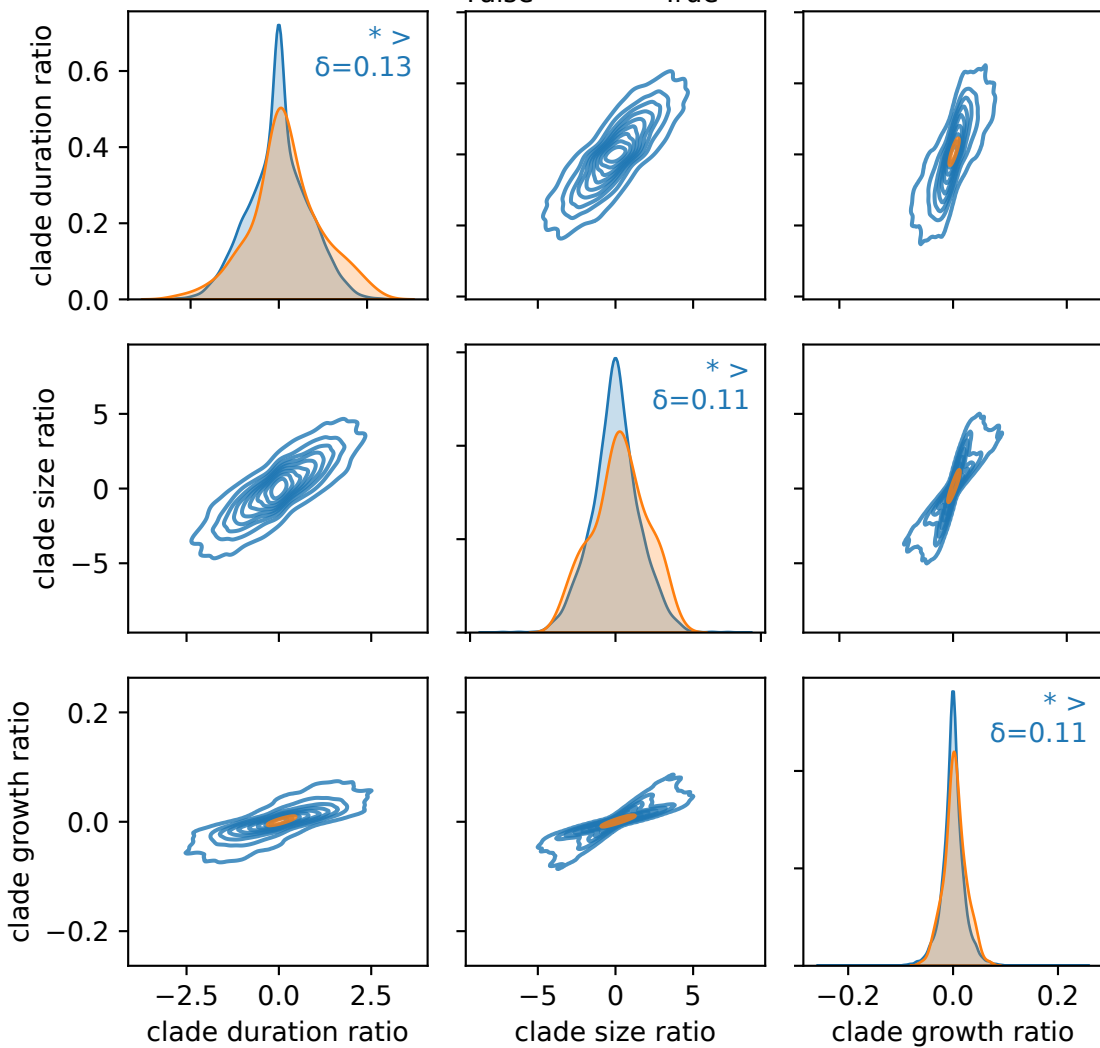 True
clade duration ratio
0.6
0.4
0.2
0.0
* >
δ=0.13
clade size ratio
5
0
−5
* >
δ=0.11
clade growth ratio
0.2
0.0
−0.2
* >
δ=0.11
−2.5 0.0 2.5
−5 0 5
−0.2 0.0 0.2
clade duration ratio
clade size ratio
clade growth ratio